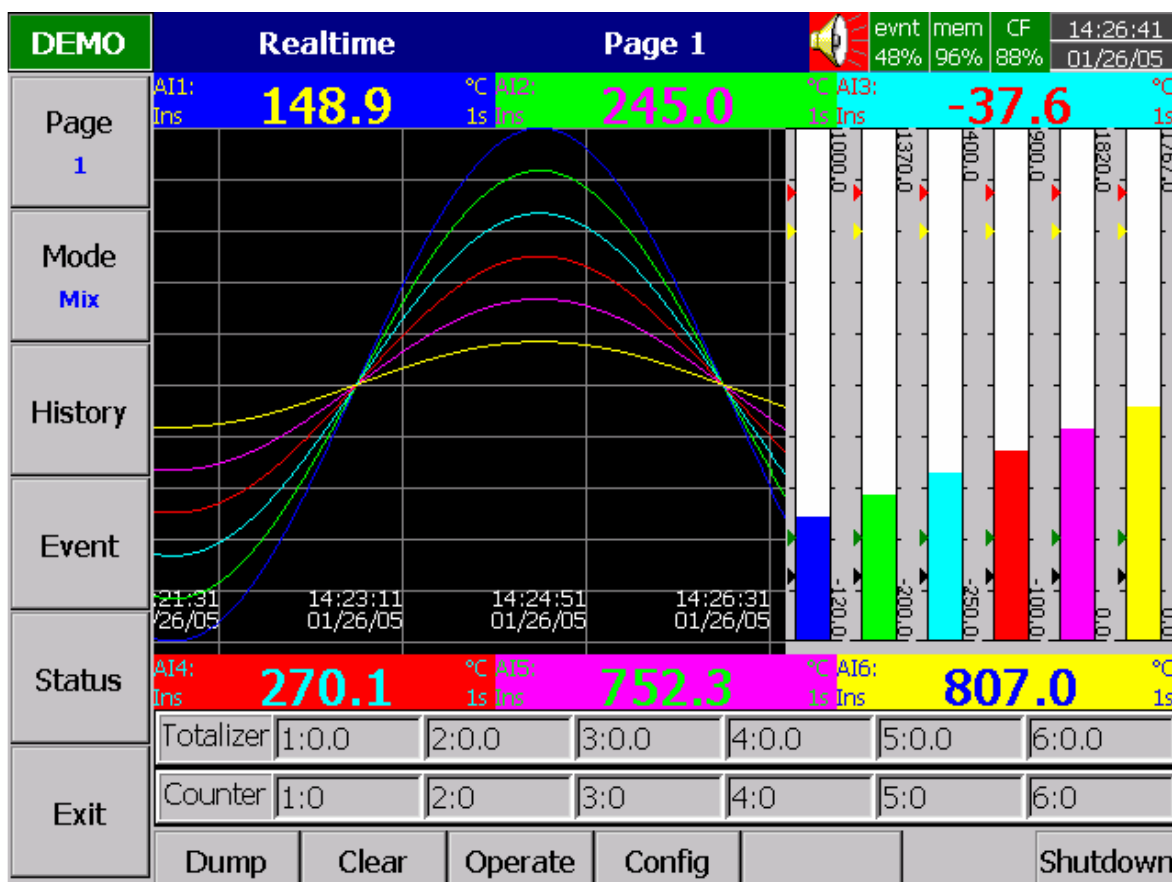 DEMO Realtime Page 1 evnt mem CF 14:26:41
48% 96% 88% 01/26/05
AI1: 148.9 °C AI2: 245.0 °C AI3: -37.6 °C
Ins 1s Ins 1s Ins 1s
Page
1
Mode
Mix
History
Event
Status
Exit
1000.0 1370.0 400.0 900.0 1820.0 1767.0
-120.0 -200.0 -250.0 -100.0 0.0 0.0
:21:31 14:23:11 14:24:51 14:26:31
/26/05 01/26/05 01/26/05 01/26/05
AI4: 270.1 °C AI5: 752.3 °C AI6: 807.0 °C
Ins 1s Ins 1s Ins 1s
Totalizer 1:0.0 2:0.0 3:0.0 4:0.0 5:0.0 6:0.0
Counter 1:0 2:0 3:0 4:0 5:0 6:0
Dump Clear Operate Config Shutdown